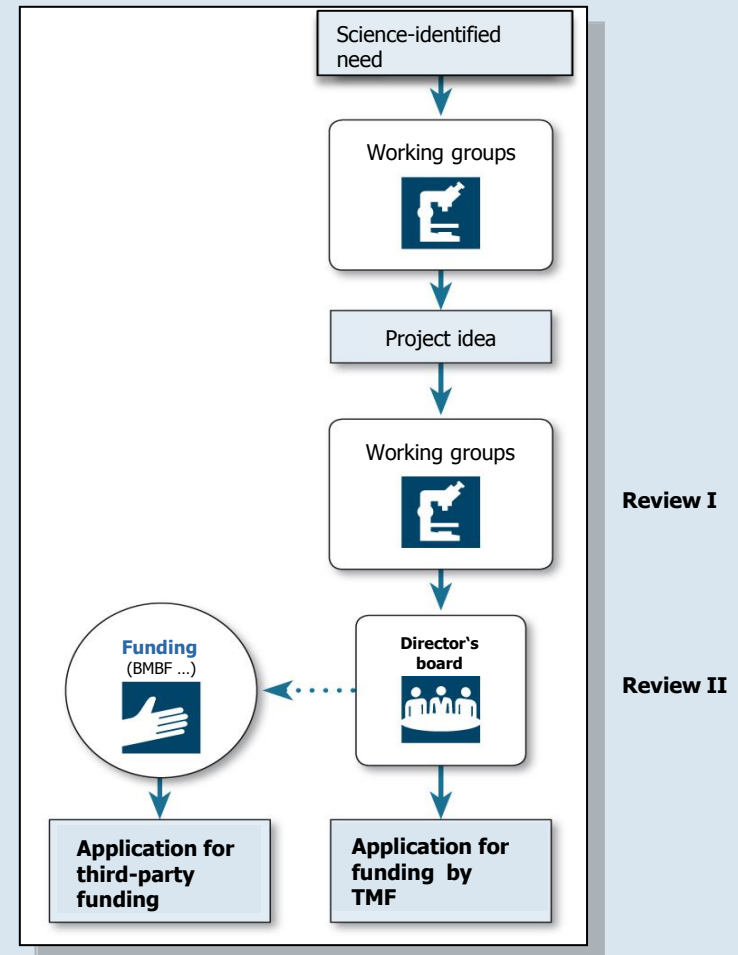 Science-identified
need
Working groups
Project idea
Working groups
Review I
Funding
(BMBF ...)
Director‘s
board
Review II
Application for
third-party
funding
Application for
funding by
TMF